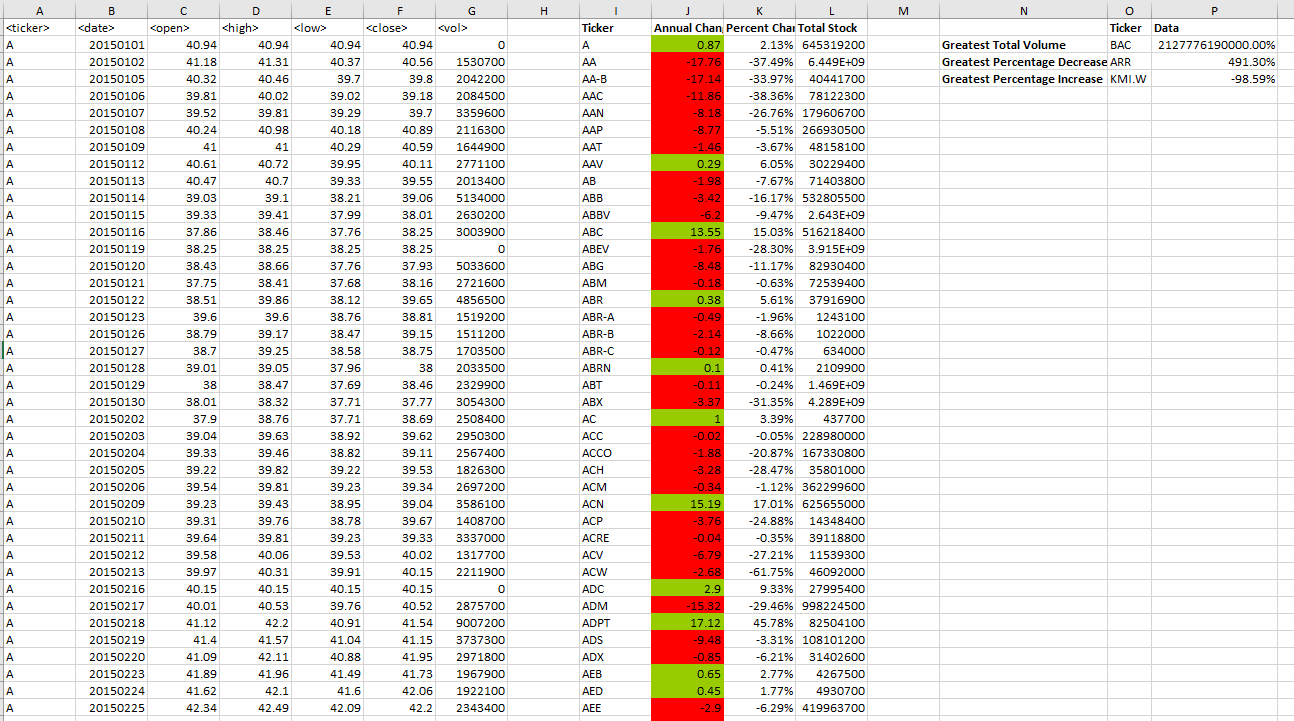 A B C D E F G H I J K L M N O P
<ticker> <date> <open> <high> <low> <close> <vol> Ticker Annual Chan Percent Chan Total Stock Ticker Data
A 20150101 40.94 40.94 40.94 40.94 0 A 0.87 2.13% 645319200 Greatest Total Volume BAC 2127776190000.00%
A 20150102 41.18 41.31 40.37 40.56 1530700 AA -17.76 -37.49% 6.449E+09 Greatest Percentage Decrease ARR 491.30%
A 20150105 40.32 40.46 39.7 39.8 2042200 AA-B -17.14 -33.97% 40441700 Greatest Percentage Increase KMI.W -98.59%
A 20150106 39.81 40.02 39.02 39.18 2084500 AAC -11.86 -38.36% 78122300
A 20150107 39.52 39.81 39.29 39.7 3359600 AAN -8.18 -26.76% 179606700
A 20150108 40.24 40.98 40.18 40.89 2116300 AAP -8.77 -5.51% 266930500
A 20150109 41 41 40.29 40.59 1644900 AAT -1.46 -3.67% 48158100
A 20150112 40.61 40.72 39.95 40.11 2771100 AAV 0.29 6.05% 30229400
A 20150113 40.47 40.7 39.33 39.55 2013400 AB -1.98 -7.67% 71403800
A 20150114 39.03 39.1 38.21 39.06 5134000 ABB -3.42 -16.17% 532805500
A 20150115 39.33 39.41 37.99 38.01 2630200 ABBV -6.2 -9.47% 2.643E+09
A 20150116 37.86 38.46 37.76 38.25 3003900 ABC 13.55 15.03% 516218400
A 20150119 38.25 38.25 38.25 38.25 0 ABEV -1.76 -28.30% 3.915E+09
A 20150120 38.43 38.66 37.76 37.93 5033600 ABG -8.48 -11.17% 82930400
A 20150121 37.75 38.41 37.68 38.16 2721600 ABM -0.18 -0.63% 72539400
A 20150122 38.51 39.86 38.12 39.65 4856500 ABR 0.38 5.61% 37916900
A 20150123 39.6 39.6 38.76 38.81 1519200 ABR-A -0.49 -1.96% 1243100
A 20150126 38.79 39.17 38.47 39.15 1511200 ABR-B -2.14 -8.66% 1022000
A 20150127 38.7 39.25 38.58 38.75 1703500 ABR-C -0.12 -0.47% 634000
A 20150128 39.01 39.05 37.96 38 2033500 ABRN 0.1 0.41% 2109900
A 20150129 38 38.47 37.69 38.46 2329900 ABT -0.11 -0.24% 1.469E+09
A 20150130 38.01 38.32 37.71 37.77 3054300 ABX -3.37 -31.35% 4.289E+09
A 20150202 37.9 38.76 37.71 38.69 2508400 AC 1 3.39% 437700
A 20150203 39.04 39.63 38.92 39.62 2950300 ACC -0.02 -0.05% 228980000
A 20150204 39.33 39.46 38.82 39.11 2567400 ACCO -1.88 -20.87% 167330800
A 20150205 39.22 39.82 39.22 39.53 1826300 ACH -3.28 -28.47% 35801000
A 20150206 39.54 39.81 39.23 39.34 2697200 ACM -0.34 -1.12% 362299600
A 20150209 39.23 39.43 38.95 39.04 3586100 ACN 15.19 17.01% 625655000
A 20150210 39.31 39.76 38.78 39.67 1408700 ACP -3.76 -24.88% 14348400
A 20150211 39.64 39.81 39.23 39.33 3337000 ACRE -0.04 -0.35% 39118800
A 20150212 39.58 40.06 39.53 40.02 1317700 ACV -6.79 -27.21% 11539300
A 20150213 39.97 40.31 39.91 40.15 2211900 ACW -2.68 -61.75% 46092000
A 20150216 40.15 40.15 40.15 40.15 0 ADC 2.9 9.33% 27995400
A 20150217 40.01 40.53 39.76 40.52 2875700 ADM -15.32 -29.46% 998224500
A 20150218 41.12 42.2 40.91 41.54 9007200 ADPT 17.12 45.78% 82504100
A 20150219 41.4 41.57 41.04 41.15 3737300 ADS -9.48 -3.31% 108101200
A 20150220 41.09 42.11 40.88 41.95 2971800 ADX -0.85 -6.21% 31402600
A 20150223 41.89 41.96 41.49 41.73 1967900 AEB 0.65 2.77% 4267500
A 20150224 41.62 42.1 41.6 42.06 1922100 AED 0.45 1.77% 4930700
A 20150225 42.34 42.49 42.09 42.2 2343400 AEE -2.9 -6.29% 419963700